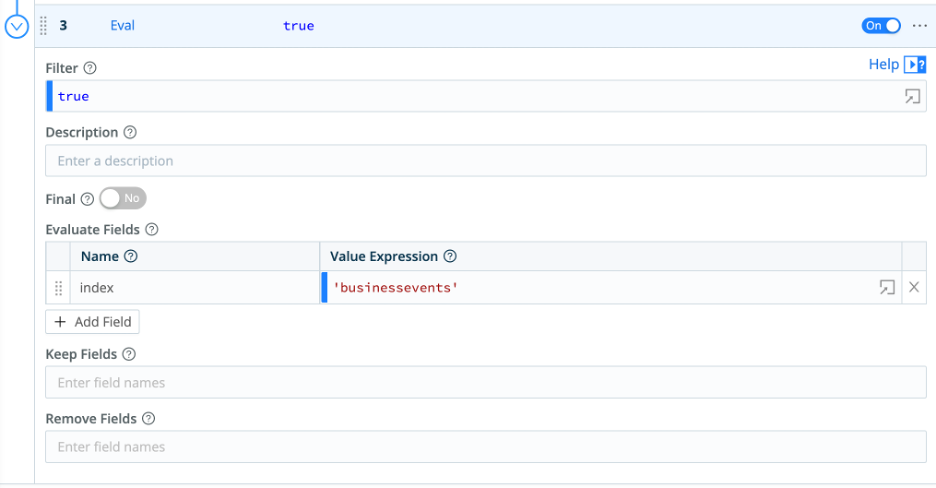 3 Eval true On ...
Help
Filter
true
Description
Enter a description
Final No
Evaluate Fields
Name Value Expression
index 'businessevents'
+ Add Field
Keep Fields
Enter field names
Remove Fields
Enter field names